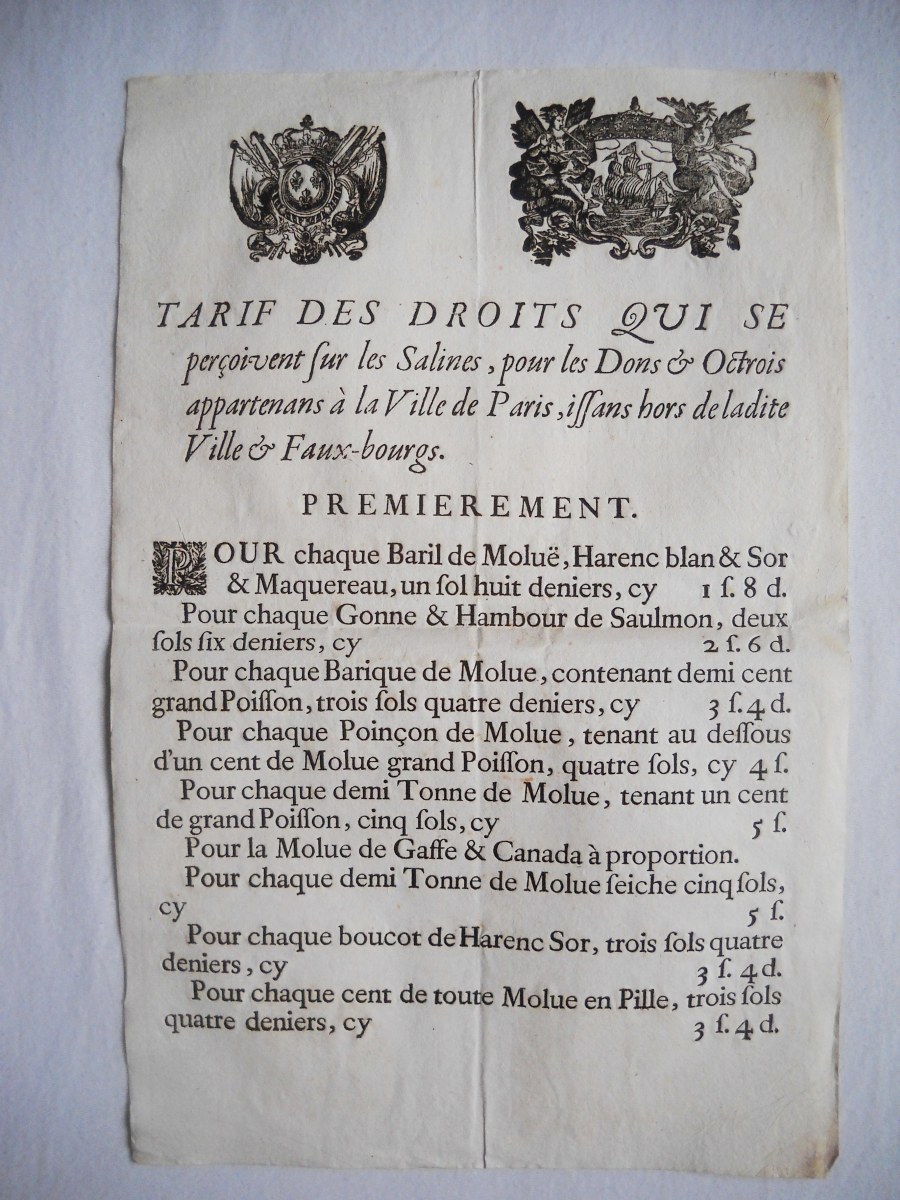 TARIF DES DROITS QUI SE
perçoivent ſur les Salines, pour les Dons & Octrois
appartenans à la Ville de Paris, iſſans hors de ladite
Ville & Faux-bourgs.
PREMIEREMENT.
POUR chaque Baril de Moluë, Harenc blan & Sor
& Maquereau, un ſol huit deniers, cy 1 ſ. 8 d.
Pour chaque Gonne & Hambour de Saulmon, deux
ſols ſix deniers, cy 2 ſ. 6 d.
Pour chaque Barique de Molue, contenant demi cent
grand Poiſſon, trois ſols quatre deniers, cy 3 ſ. 4 d.
Pour chaque Poinçon de Molue, tenant au deſſous
d'un cent de Molue grand Poiſſon, quatre ſols, cy 4 ſ.
Pour chaque demi Tonne de Molue, tenant un cent
de grand Poiſſon, cinq ſols, cy 5 ſ.
Pour la Molue de Gaffe & Canada à proportion.
Pour chaque demi Tonne de Molue ſeiche cinq ſols,
cy 5 ſ.
Pour chaque boucot de Harenc Sor, trois ſols quatre
deniers, cy 3 ſ. 4 d.
Pour chaque cent de toute Molue en Pille, trois ſols
quatre deniers, cy 3 ſ. 4 d.